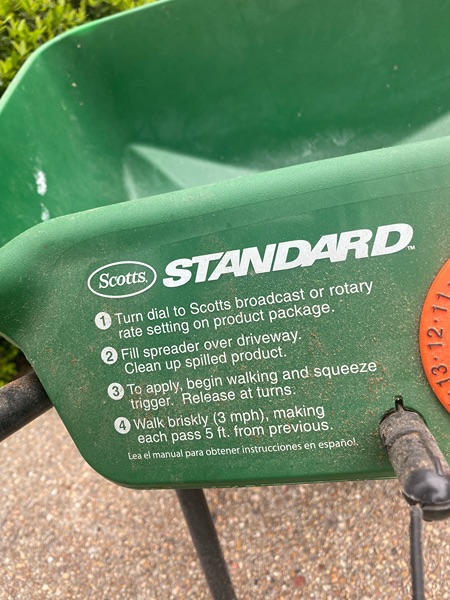 Scotts. STANDARD™
1 Turn dial to Scotts broadcast or rotary
rate setting on product package.
2 Fill spreader over driveway.
Clean up spilled product.
3 To apply, begin walking and squeeze
trigger. Release at turns.
4 Walk briskly (3 mph), making
each pass 5 ft. from previous.
Lea el manual para obtener instrucciones en español.
13 · 12 · 11